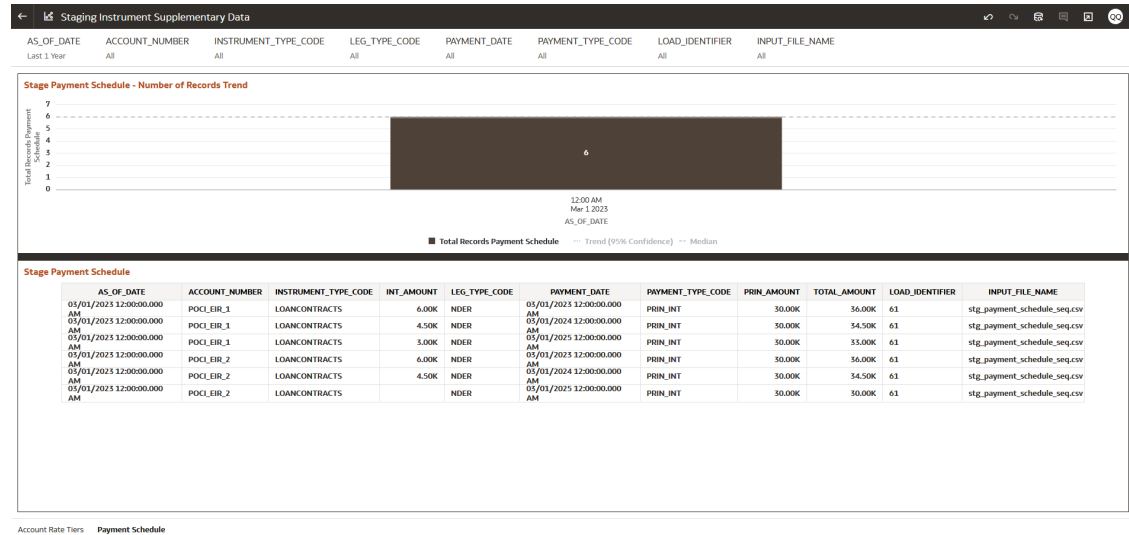 Staging Instrument Supplementary Data
QQ
AS_OF_DATE ACCOUNT_NUMBER INSTRUMENT_TYPE_CODE LEG_TYPE_CODE PAYMENT_DATE PAYMENT_TYPE_CODE LOAD_IDENTIFIER INPUT_FILE_NAME
Last 1 Year All All All All All All All
Stage Payment Schedule - Number of Records Trend
Total Records Payment
Schedule
7
6
5
4
3
2
1
0
6
12:00 AM
Mar 1 2023
AS_OF_DATE
Total Records Payment Schedule Trend (95% Confidence) Median
Stage Payment Schedule
AS_OF_DATE ACCOUNT_NUMBER INSTRUMENT_TYPE_CODE INT_AMOUNT LEG_TYPE_CODE PAYMENT_DATE PAYMENT_TYPE_CODE PRIN_AMOUNT TOTAL_AMOUNT LOAD_IDENTIFIER INPUT_FILE_NAME
03/01/2023 12:00:00.000 AM POCI_EIR_1 LOANCONTRACTS 6.00K NDER 03/01/2023 12:00:00.000 AM PRIN_INT 30.00K 36.00K 61 stg_payment_schedule_seq.csv
03/01/2023 12:00:00.000 AM POCI_EIR_1 LOANCONTRACTS 4.50K NDER 03/01/2024 12:00:00.000 AM PRIN_INT 30.00K 34.50K 61 stg_payment_schedule_seq.csv
03/01/2023 12:00:00.000 AM POCI_EIR_1 LOANCONTRACTS 3.00K NDER 03/01/2025 12:00:00.000 AM PRIN_INT 30.00K 33.00K 61 stg_payment_schedule_seq.csv
03/01/2023 12:00:00.000 AM POCI_EIR_2 LOANCONTRACTS 6.00K NDER 03/01/2023 12:00:00.000 AM PRIN_INT 30.00K 36.00K 61 stg_payment_schedule_seq.csv
03/01/2023 12:00:00.000 AM POCI_EIR_2 LOANCONTRACTS 4.50K NDER 03/01/2024 12:00:00.000 AM PRIN_INT 30.00K 34.50K 61 stg_payment_schedule_seq.csv
03/01/2023 12:00:00.000 AM POCI_EIR_2 LOANCONTRACTS NDER 03/01/2025 12:00:00.000 AM PRIN_INT 30.00K 30.00K 61 stg_payment_schedule_seq.csv
Account Rate Tiers Payment Schedule